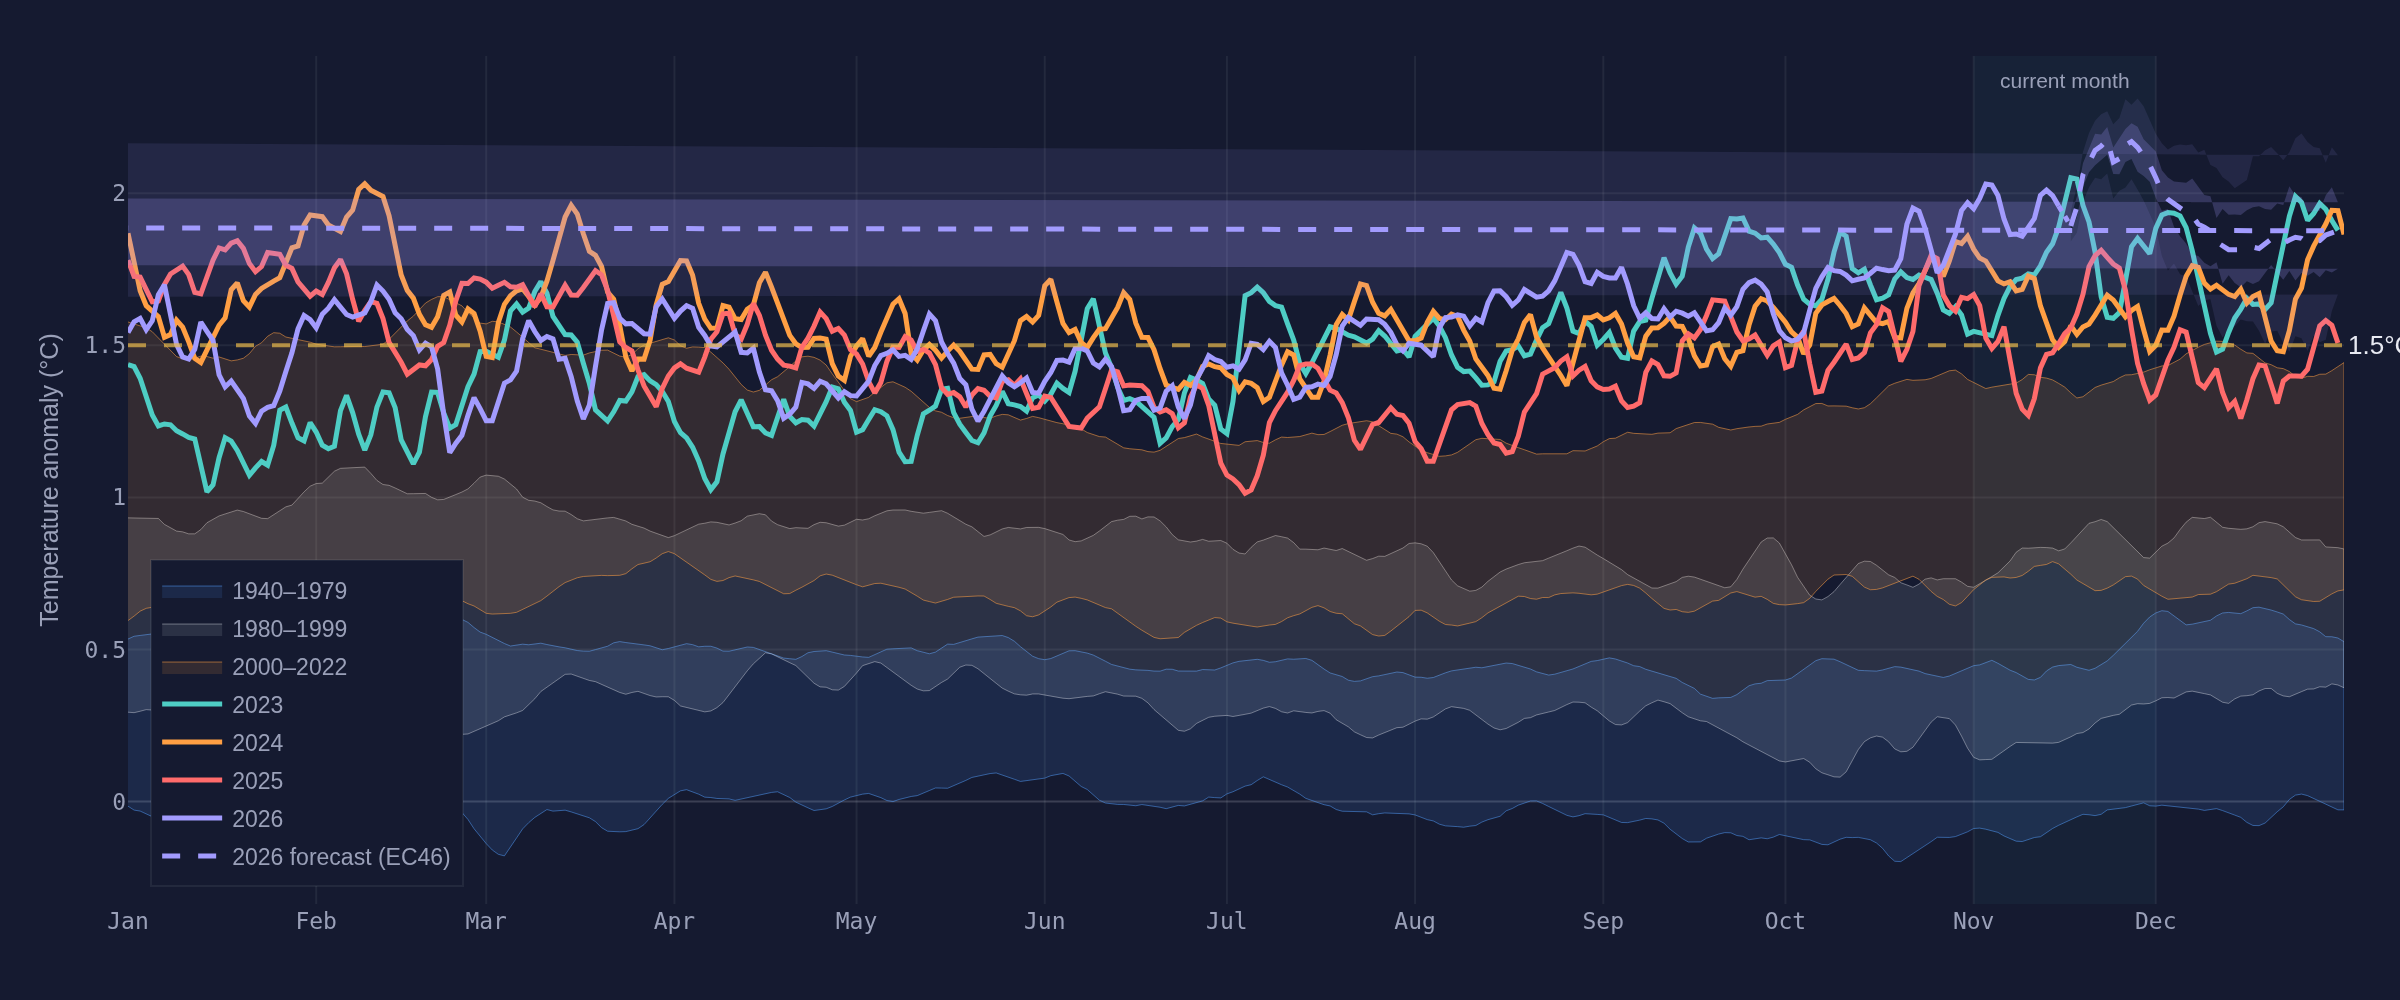 current month
Temperature anomaly (°C)
2
1.5
1
0.5
0
1.5°C
1940–1979
1980–1999
2000–2022
2023
2024
2025
2026
2026 forecast (EC46)
Jan Feb Mar Apr May Jun Jul Aug Sep Oct Nov Dec